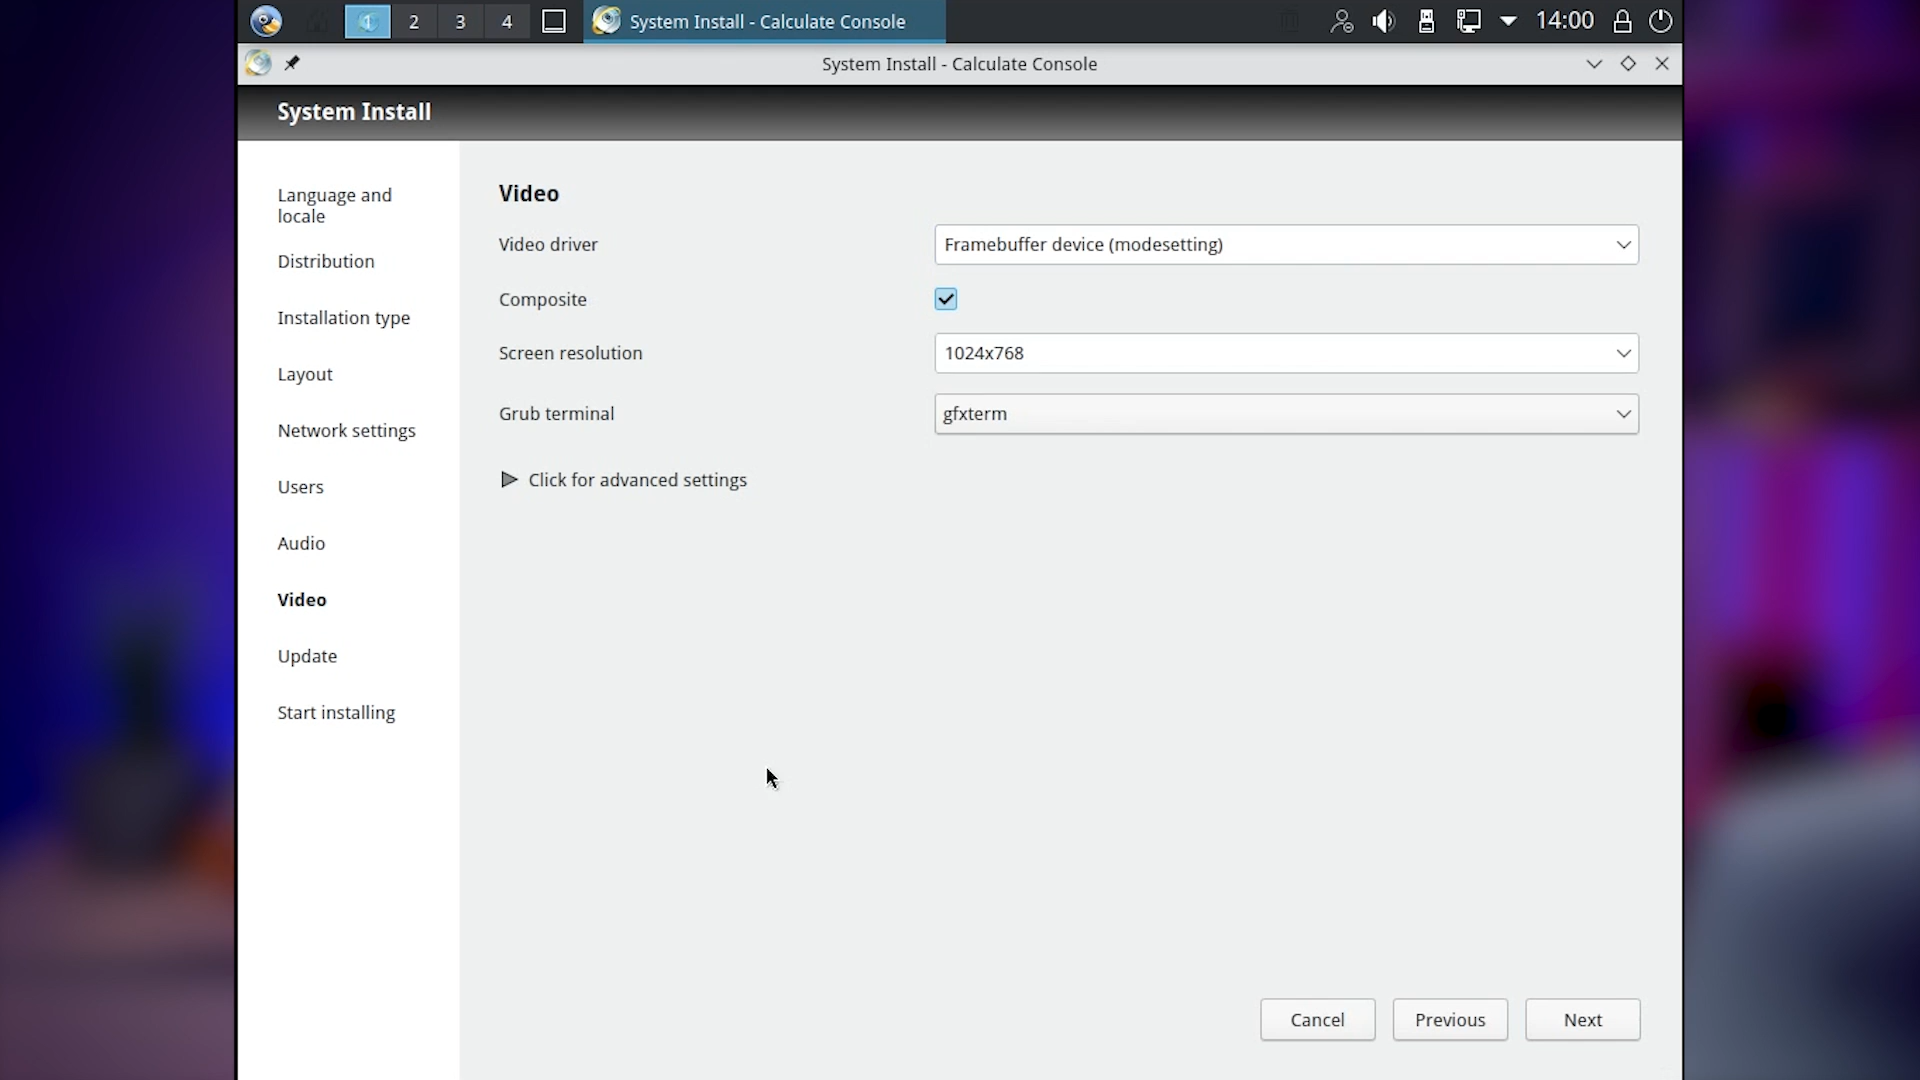 1
2
3
4
System Install - Calculate Console
14:00
System Install - Calculate Console
System Install
Language and
locale
Distribution
Installation type
Layout
Network settings
Users
Audio
Video
Update
Start installing
Video
Video driver
Framebuffer device (modesetting)
Composite
Screen resolution
1024x768
Grub terminal
gfxterm
Click for advanced settings
Cancel
Previous
Next